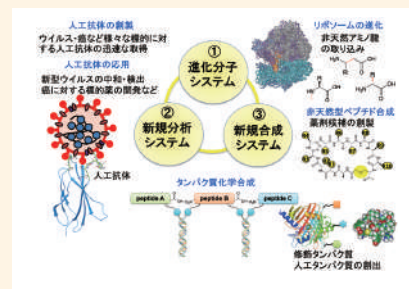 人工抗体の創製
ウイルス・癌など様々な標的に対
する人工抗体の迅速な取得
人工抗体の応用
新型ウイルスの中和・検出
癌に対する標的薬の開発など
人工抗体
①
進化分子
システム
②
新規分析
システム
③
新規合成
システム
リボソームの進化
非天然アミノ酸
の取り込み
非天然型ペプチド合成
薬剤候補の創製
タンパク質化学合成
peptide A
peptide B
peptide C
修飾タンパク質
人工タンパク質の創出